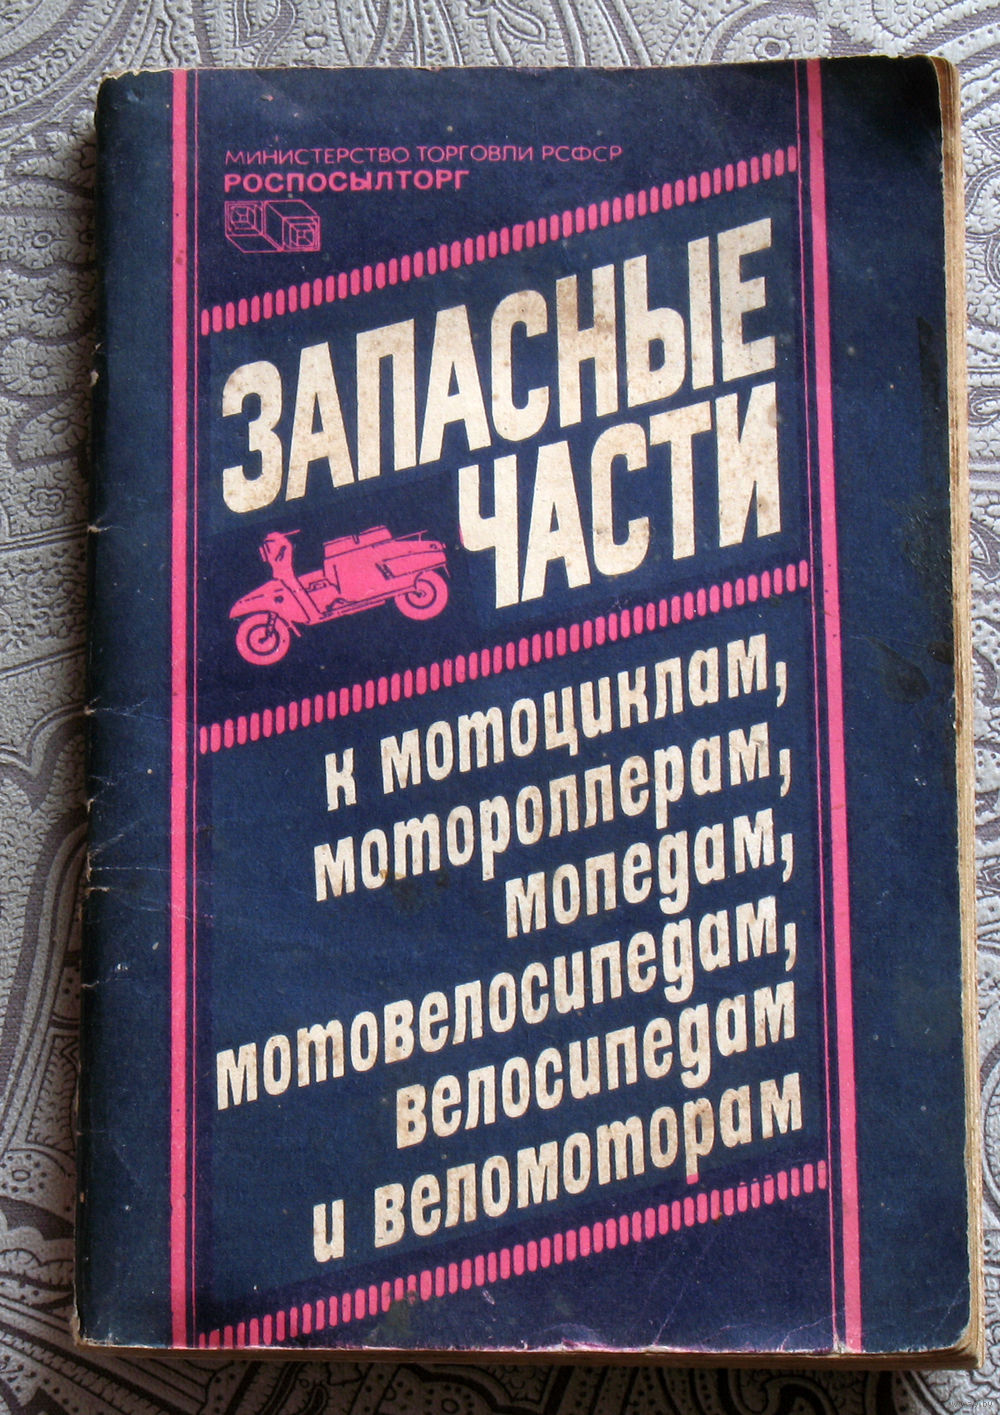 МИНИСТЕРСТВО ТОРГОВЛИ РСФСР
РОСПОСЫЛТОРГ
ЗАПАСНЫЕ
ЧАСТИ
к мотоциклам,
мотороллерам,
мопедам,
мотовелосипедам,
велосипедам
и веломоторам